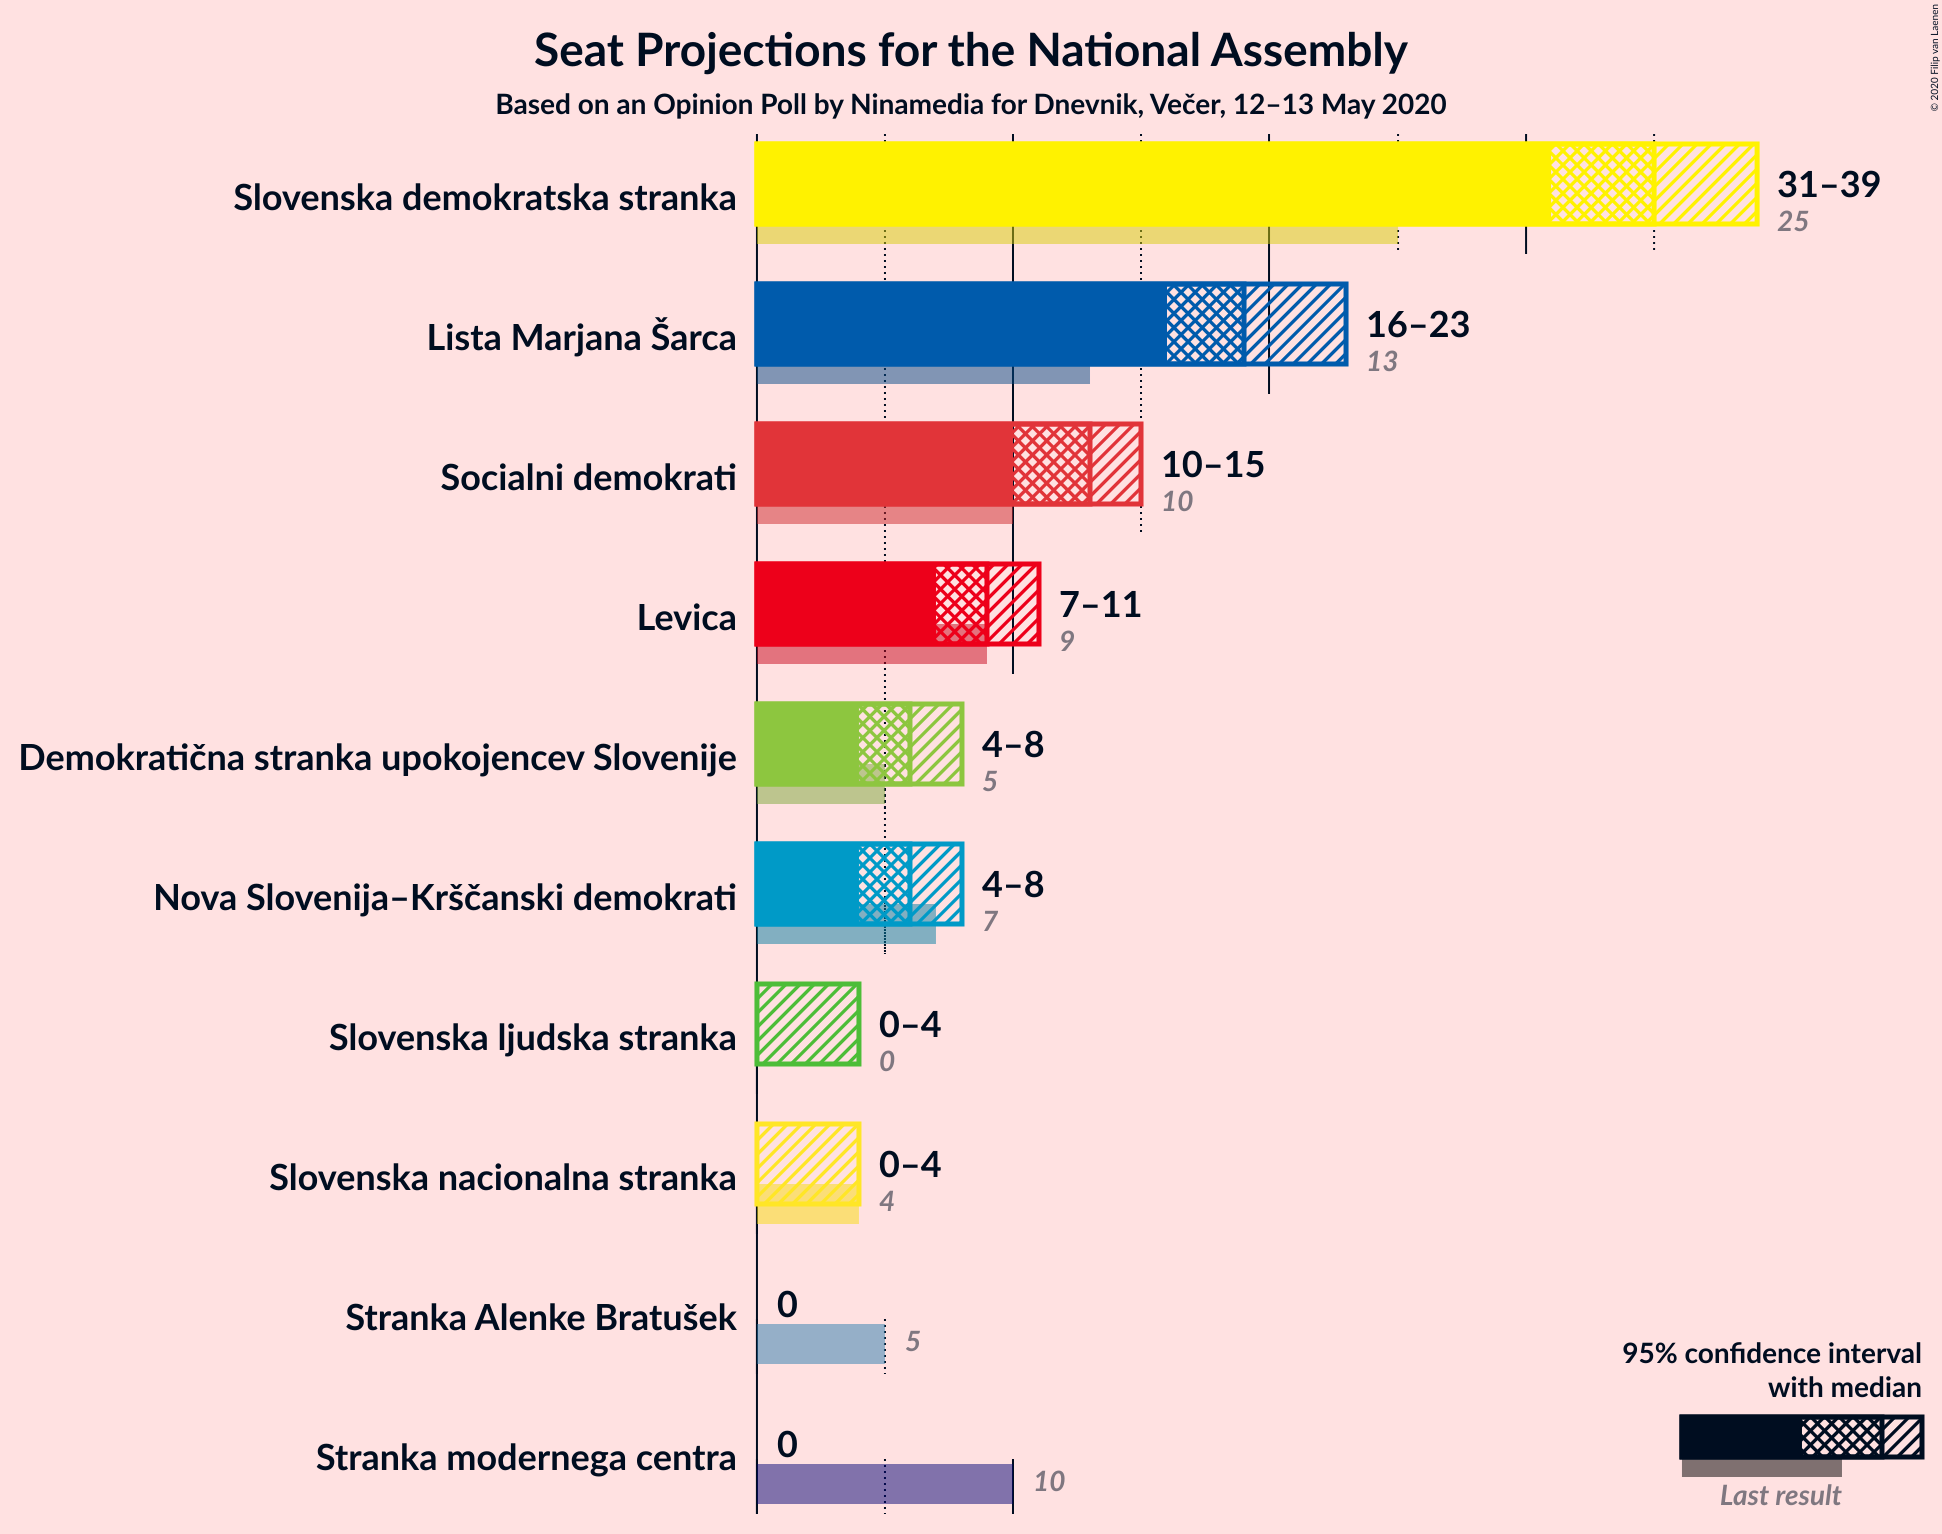 Seat Projections for the National Assembly
Based on an Opinion Poll by Ninamedia for Dnevnik, Večer, 12–13 May 2020
© 2020 Filip van Laenen
Slovenska demokratska stranka
31–39
25
Lista Marjana Šarca
16–23
13
Socialni demokrati
10–15
10
Levica
7–11
9
Demokratična stranka upokojencev Slovenije
4–8
5
Nova Slovenija–Krščanski demokrati
4–8
7
Slovenska ljudska stranka
0–4
0
Slovenska nacionalna stranka
0–4
4
Stranka Alenke Bratušek
0
5
Stranka modernega centra
0
10
95% confidence interval
with median
Last result